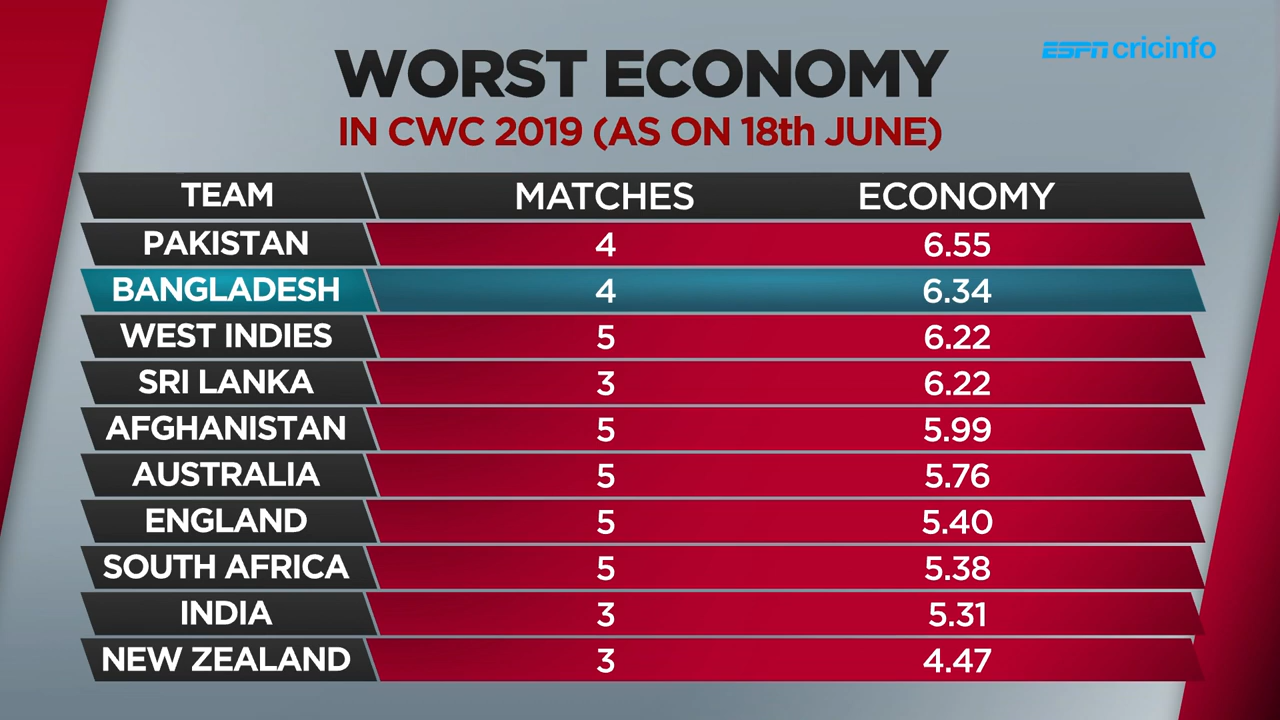 ESPN cricinfo
WORST ECONOMY
IN CWC 2019 (AS ON 18th JUNE)
TEAM MATCHES ECONOMY
PAKISTAN 4 6.55
BANGLADESH 4 6.34
WEST INDIES 5 6.22
SRI LANKA 3 6.22
AFGHANISTAN 5 5.99
AUSTRALIA 5 5.76
ENGLAND 5 5.40
SOUTH AFRICA 5 5.38
INDIA 3 5.31
NEW ZEALAND 3 4.47